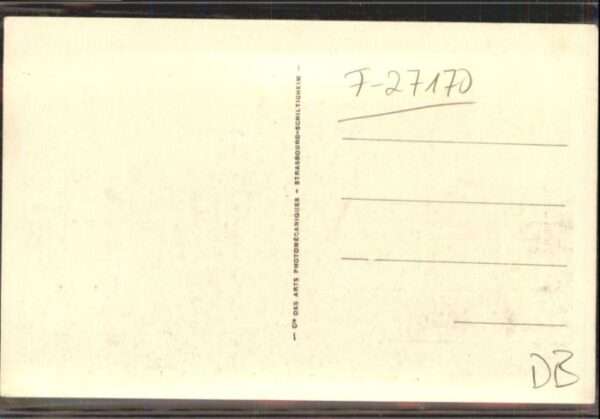 F-27170
— Cie DES ARTS PHOTOMÉCANIQUES - STRASBOURG-SCHILTIGHEIM —
DB